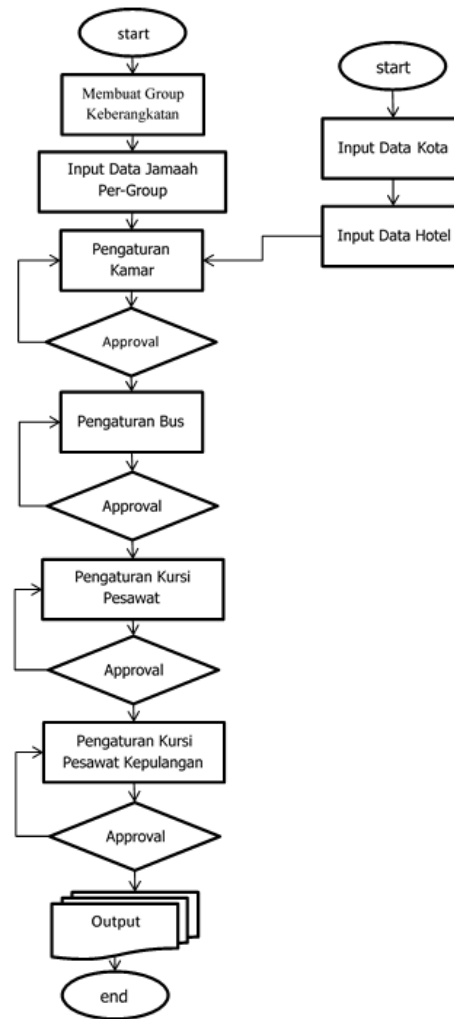 start
Membuat Group
Keberangkatan
Input Data Jamaah
Per-Group
Pengaturan
Kamar
Approval
Pengaturan Bus
Approval
Pengaturan Kursi
Pesawat
Approval
Pengaturan Kursi
Pesawat Kepulangan
Approval
Output
end
start
Input Data Kota
Input Data Hotel